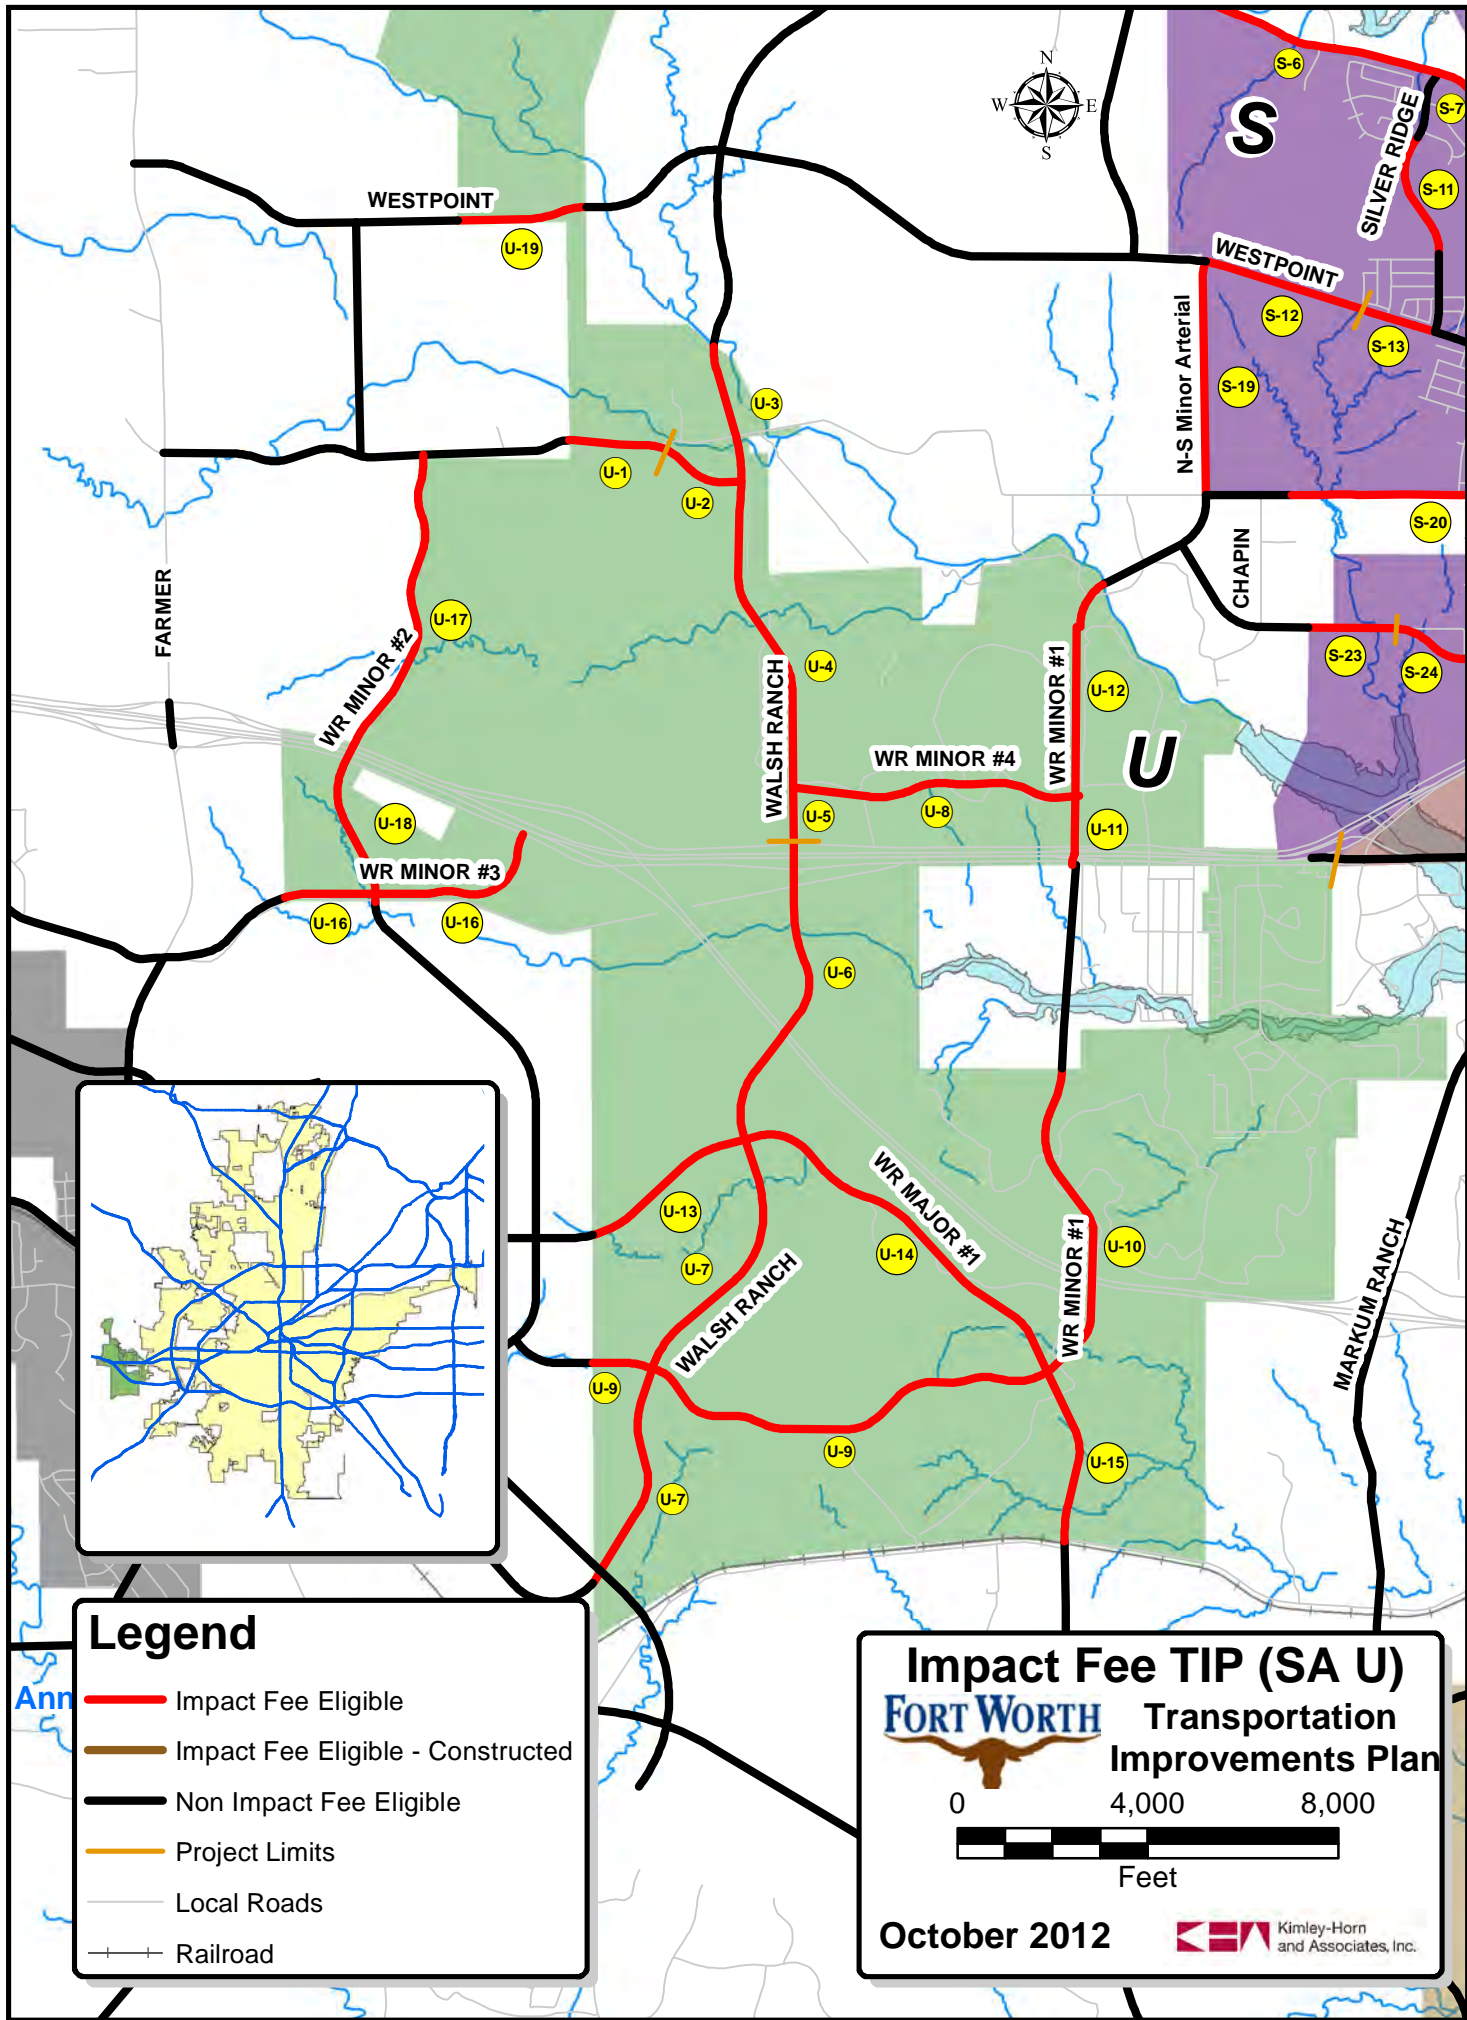 N
W
E
S
S-6
S
S-7
SILVER RIDGE
S-11
WESTPOINT
U-19
WESTPOINT
S-12
S-13
N-S Minor Arterial
S-19
U-3
U-1
U-2
S-20
CHAPIN
FARMER
U-17
WR MINOR #2
U-4
WALSH RANCH
WR MINOR #1
U-12
S-23
S-24
U
WR MINOR #4
U-5
U-8
U-11
U-18
WR MINOR #3
U-16
U-16
U-6
U-13
U-7
WR MAJOR #1
U-14
WR MINOR #1
U-10
WALSH RANCH
MARKUM RANCH
U-9
U-9
U-15
U-7
Ann
Legend
Impact Fee Eligible
Impact Fee Eligible - Constructed
Non Impact Fee Eligible
Project Limits
Local Roads
Railroad
Impact Fee TIP (SA U)
FORT WORTH
Transportation
Improvements Plan
0 4,000 8,000
Feet
October 2012
Kimley-Horn
and Associates, Inc.